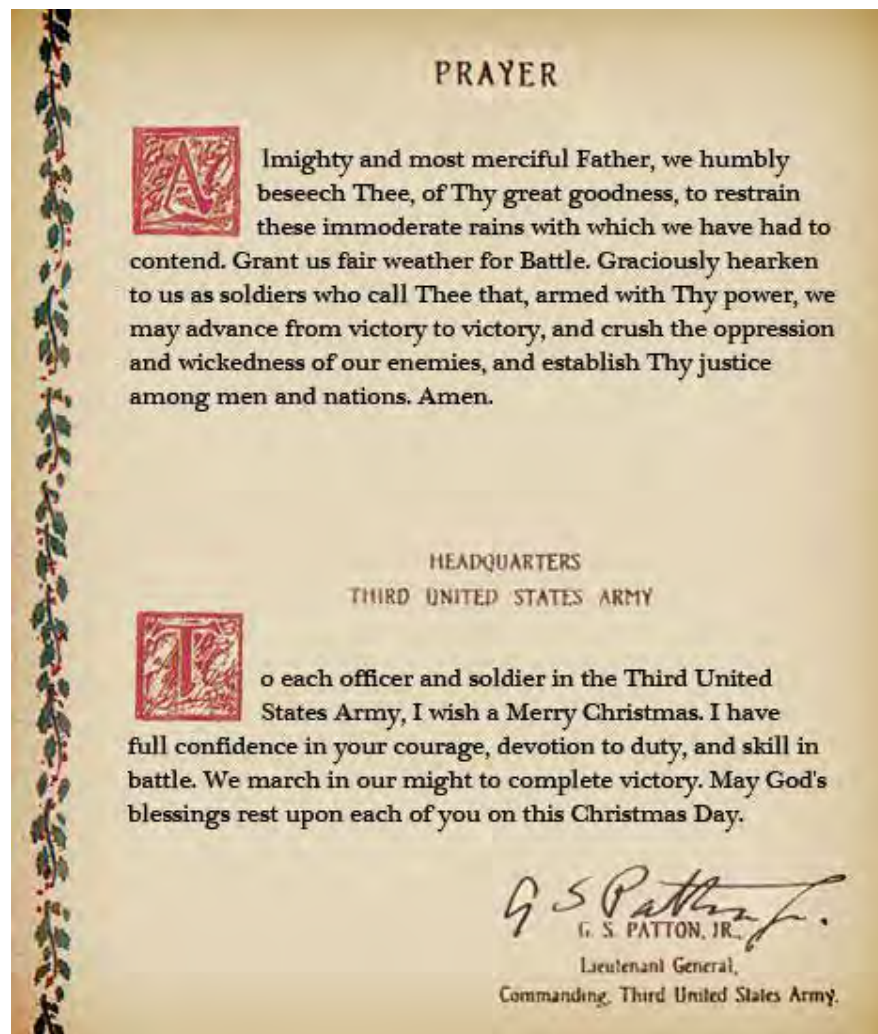 PRAYER
Almighty and most merciful Father, we humbly
beseech Thee, of Thy great goodness, to restrain
these immoderate rains with which we have had to
contend. Grant us fair weather for Battle. Graciously hearken
to us as soldiers who call Thee that, armed with Thy power, we
may advance from victory to victory, and crush the oppression
and wickedness of our enemies, and establish Thy justice
among men and nations. Amen.
HEADQUARTERS
THIRD UNITED STATES ARMY
To each officer and soldier in the Third United
States Army, I wish a Merry Christmas. I have
full confidence in your courage, devotion to duty, and skill in
battle. We march in our might to complete victory. May God's
blessings rest upon each of you on this Christmas Day.
G S Patton Jr.
G. S. PATTON, JR.,
Lieutenant General,
Commanding, Third United States Army.